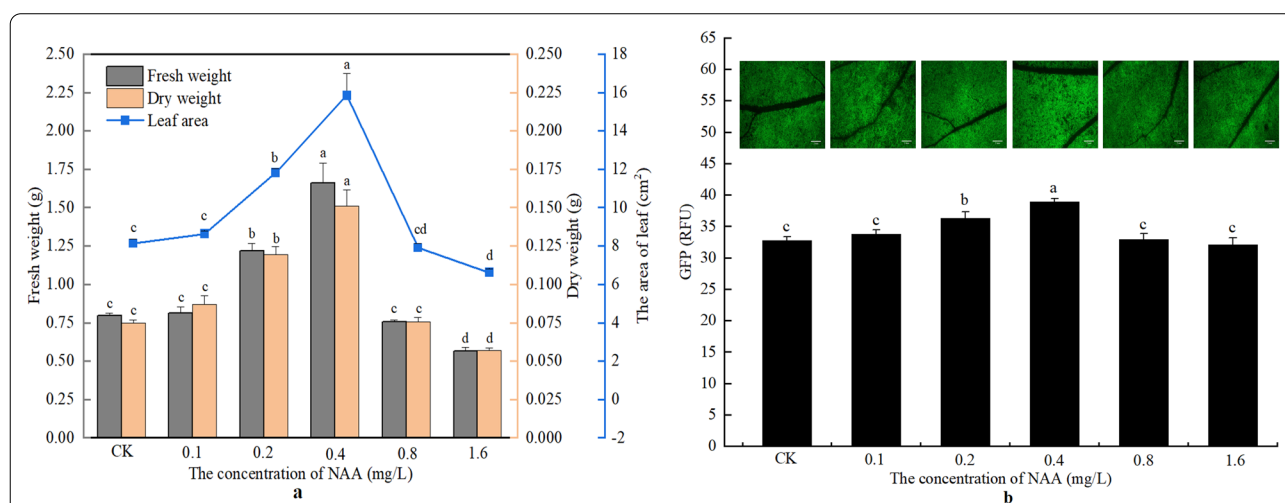 2.50
2.25
2.00
1.75
1.50
1.25
1.00
0.75
0.50
0.25
0.00
Fresh weight (g)
Fresh weight
Dry weight
Leaf area
c c c
c c c
b b b
a a a
c c cd
d d d
0.250
0.225
0.200
0.175
0.150
0.125
0.100
0.075
0.050
0.025
0.000
Dry weight (g)
18
16
14
12
10
8
6
4
2
0
-2
The area of leaf (cm²)
CK 0.1 0.2 0.4 0.8 1.6
The concentration of NAA (mg/L)
a
65
60
55
50
45
40
35
30
25
20
15
10
5
0
GFP (RFU)
c c b a c c
CK 0.1 0.2 0.4 0.8 1.6
The concentration of NAA (mg/L)
b